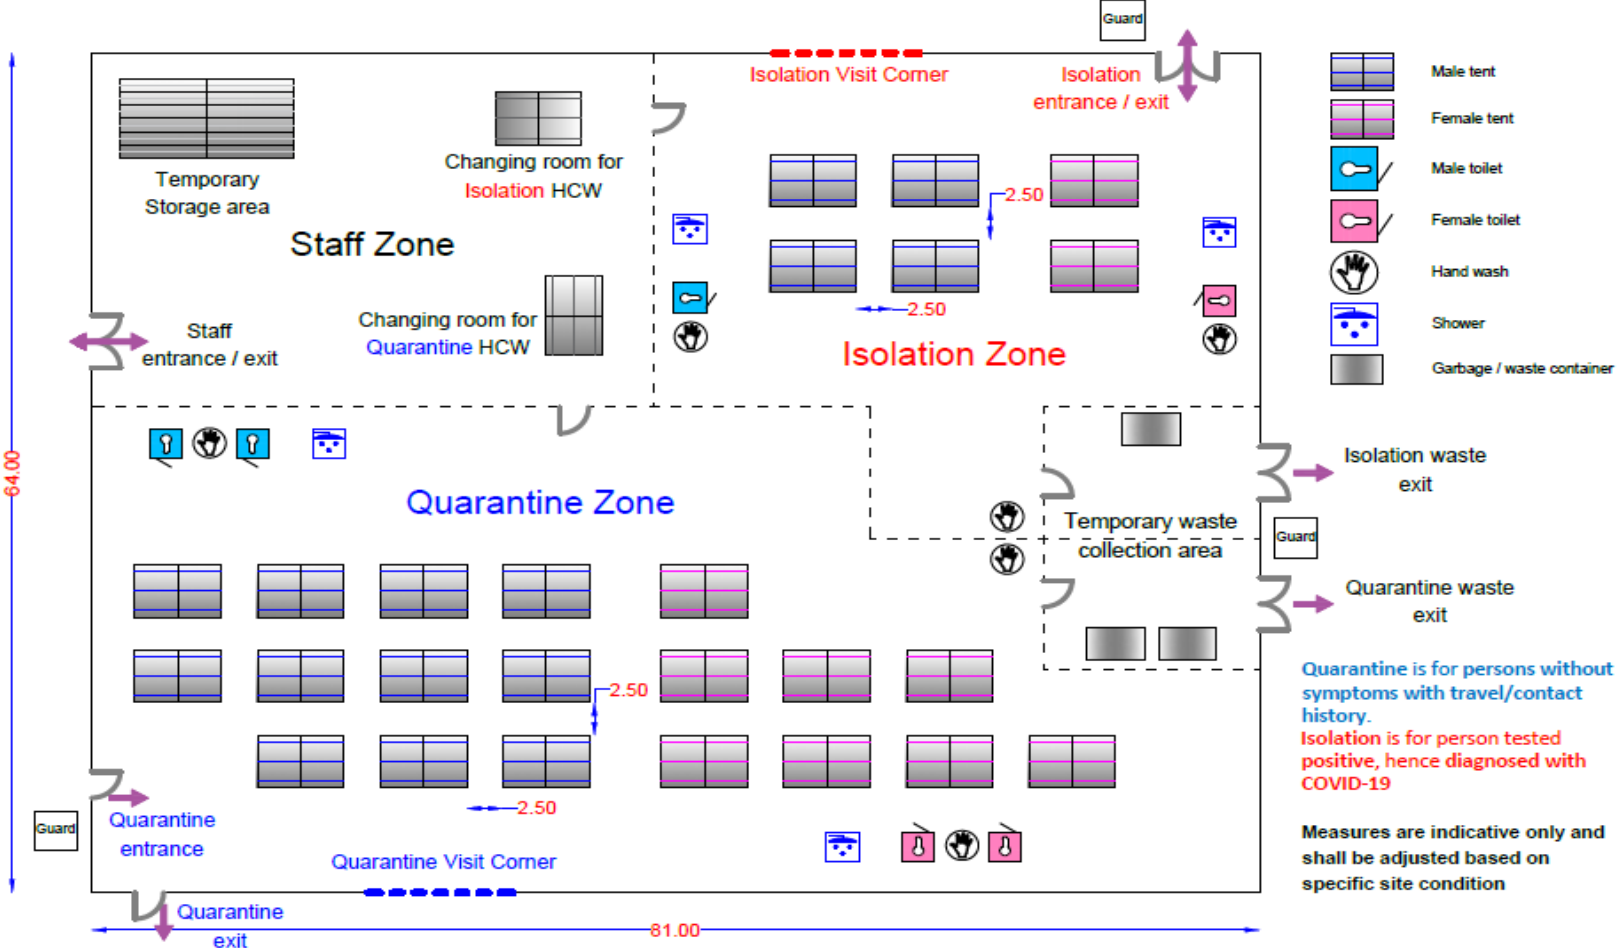 Guard
Isolation Visit Corner
Isolation
entrance / exit
Temporary
Storage area
Changing room for
Isolation HCW
Staff Zone
Changing room for
Quarantine HCW
Staff
entrance / exit
2.50
2.50
Isolation Zone
Male tent
Female tent
Male toilet
Female toilet
Hand wash
Shower
Garbage / waste container
64.00
Quarantine Zone
Temporary waste
collection area
Isolation waste
exit
Guard
Quarantine waste
exit
2.50
2.50
Quarantine
entrance
Guard
Quarantine Visit Corner
Quarantine
exit
81.00
Quarantine is for persons without
symptoms with travel/contact
history.
Isolation is for person tested
positive, hence diagnosed with
COVID-19
Measures are indicative only and
shall be adjusted based on
specific site condition